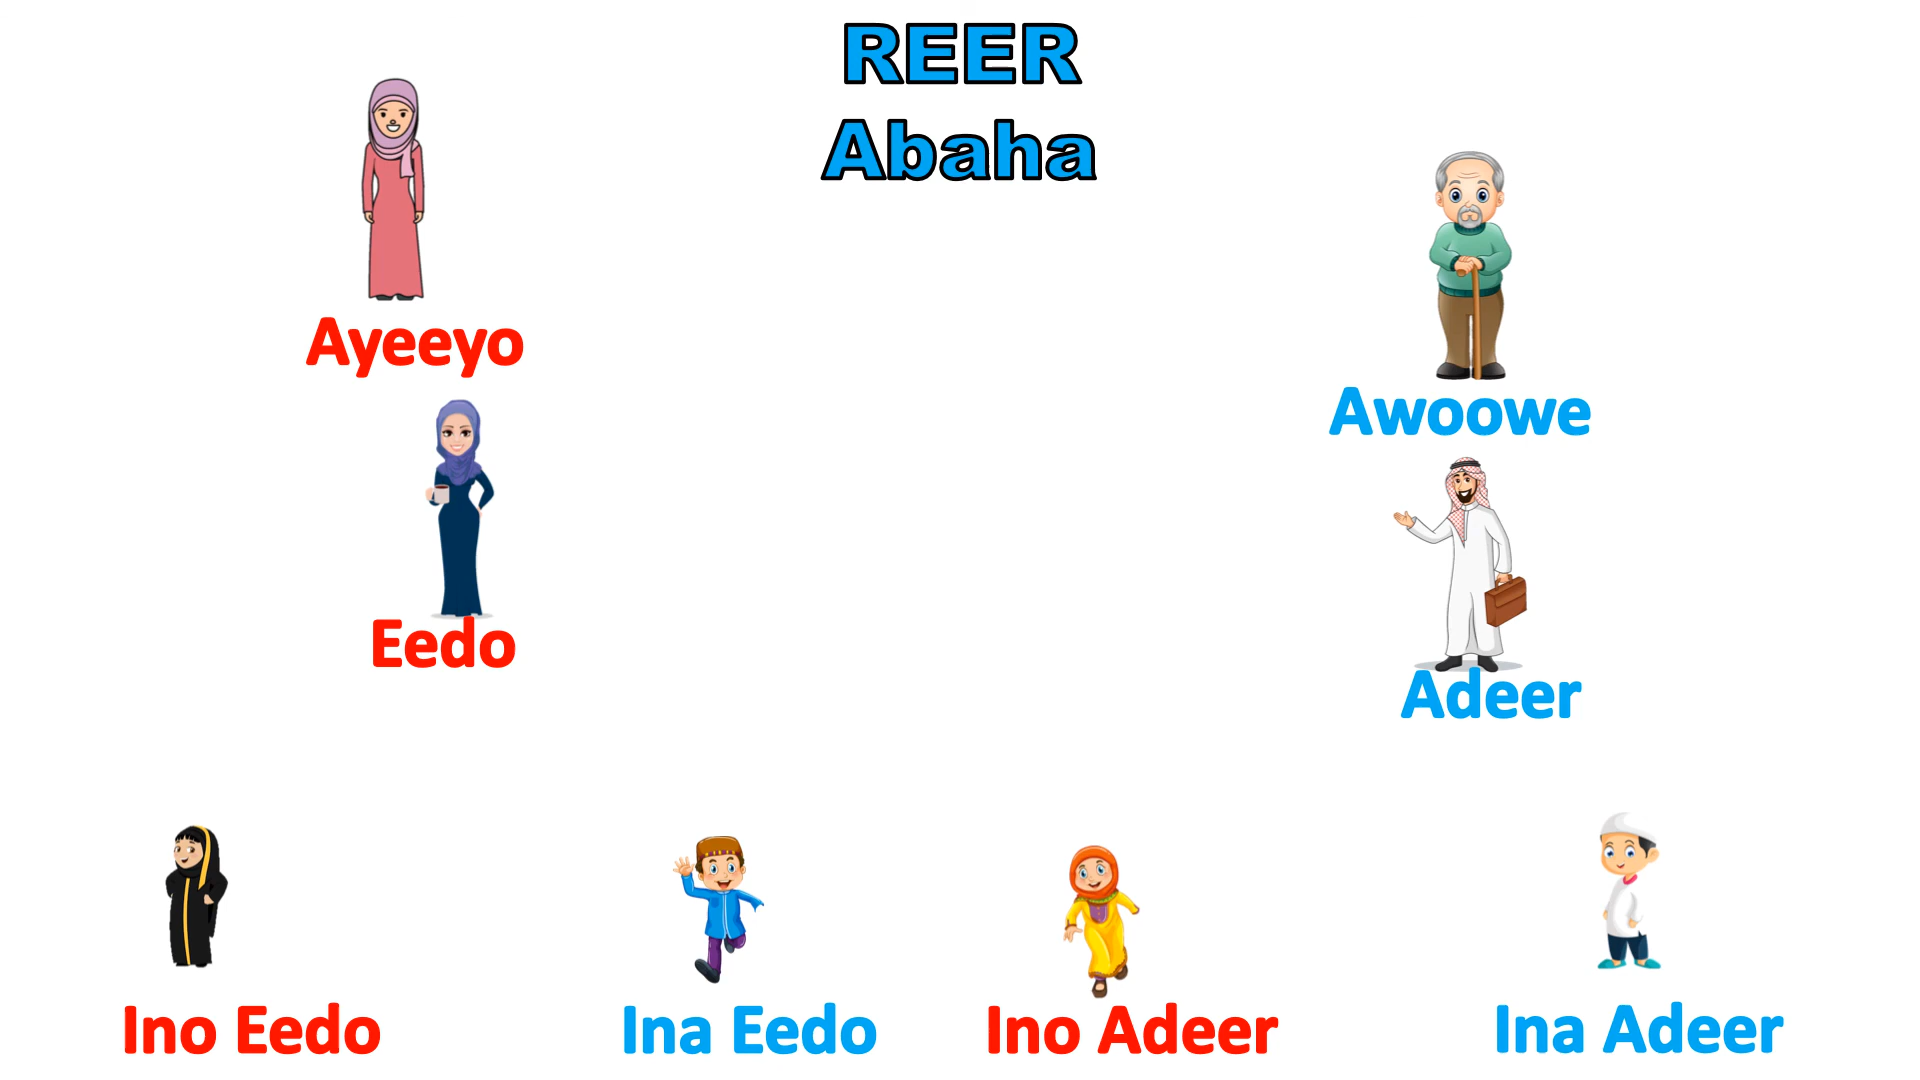 REER
Abaha
Ayeeyo
Awoowe
Eedo
Adeer
Ino Eedo
Ina Eedo
Ino Adeer
Ina Adeer